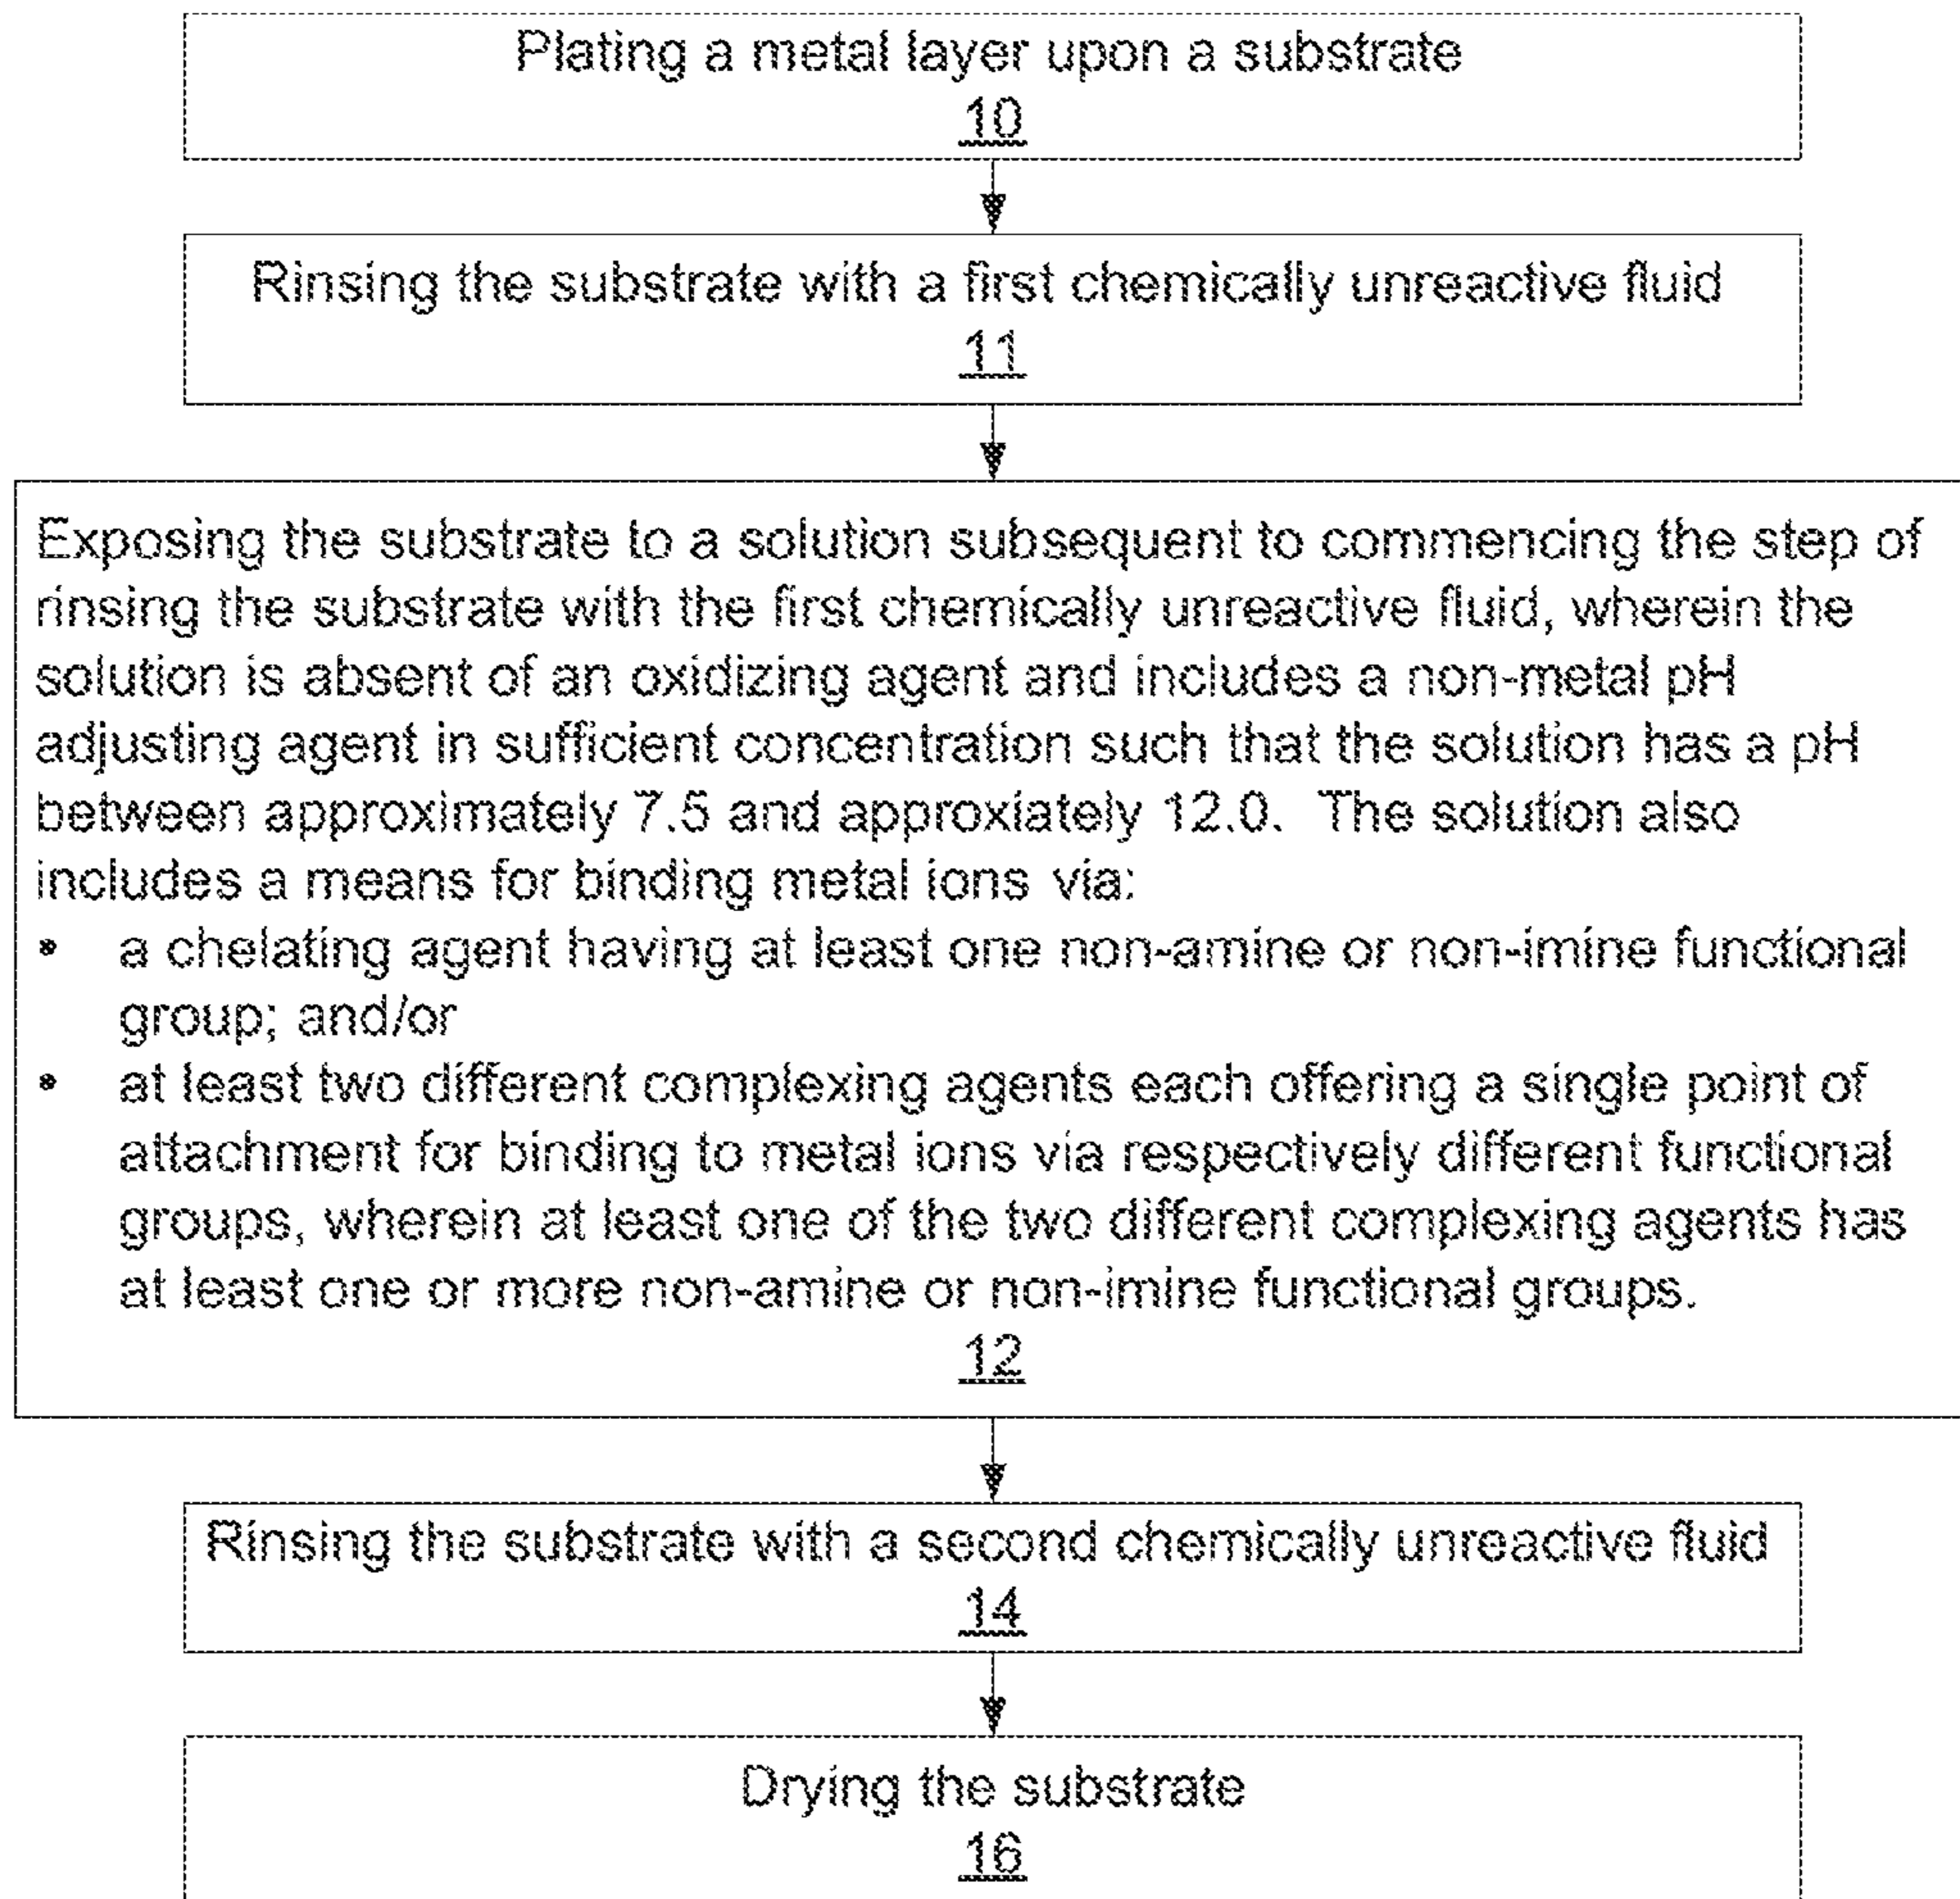 Plating a metal layer upon a substrate
10
Rinsing the substrate with a first chemically unreactive fluid
11
Exposing the substrate to a solution subsequent to commencing the step of
rinsing the substrate with the first chemically unreactive fluid, wherein the
solution is absent of an oxidizing agent and includes a non-metal pH
adjusting agent in sufficient concentration such that the solution has a pH
between approximately 7.5 and approxiately 12.0. The solution also
includes a means for binding metal ions via:
• a chelating agent having at least one non-amine or non-imine functional
group; and/or
• at least two different complexing agents each offering a single point of
attachment for binding to metal ions via respectively different functional
groups, wherein at least one of the two different complexing agents has
at least one or more non-amine or non-imine functional groups.
12
Rinsing the substrate with a second chemically unreactive fluid
14
Drying the substrate
16